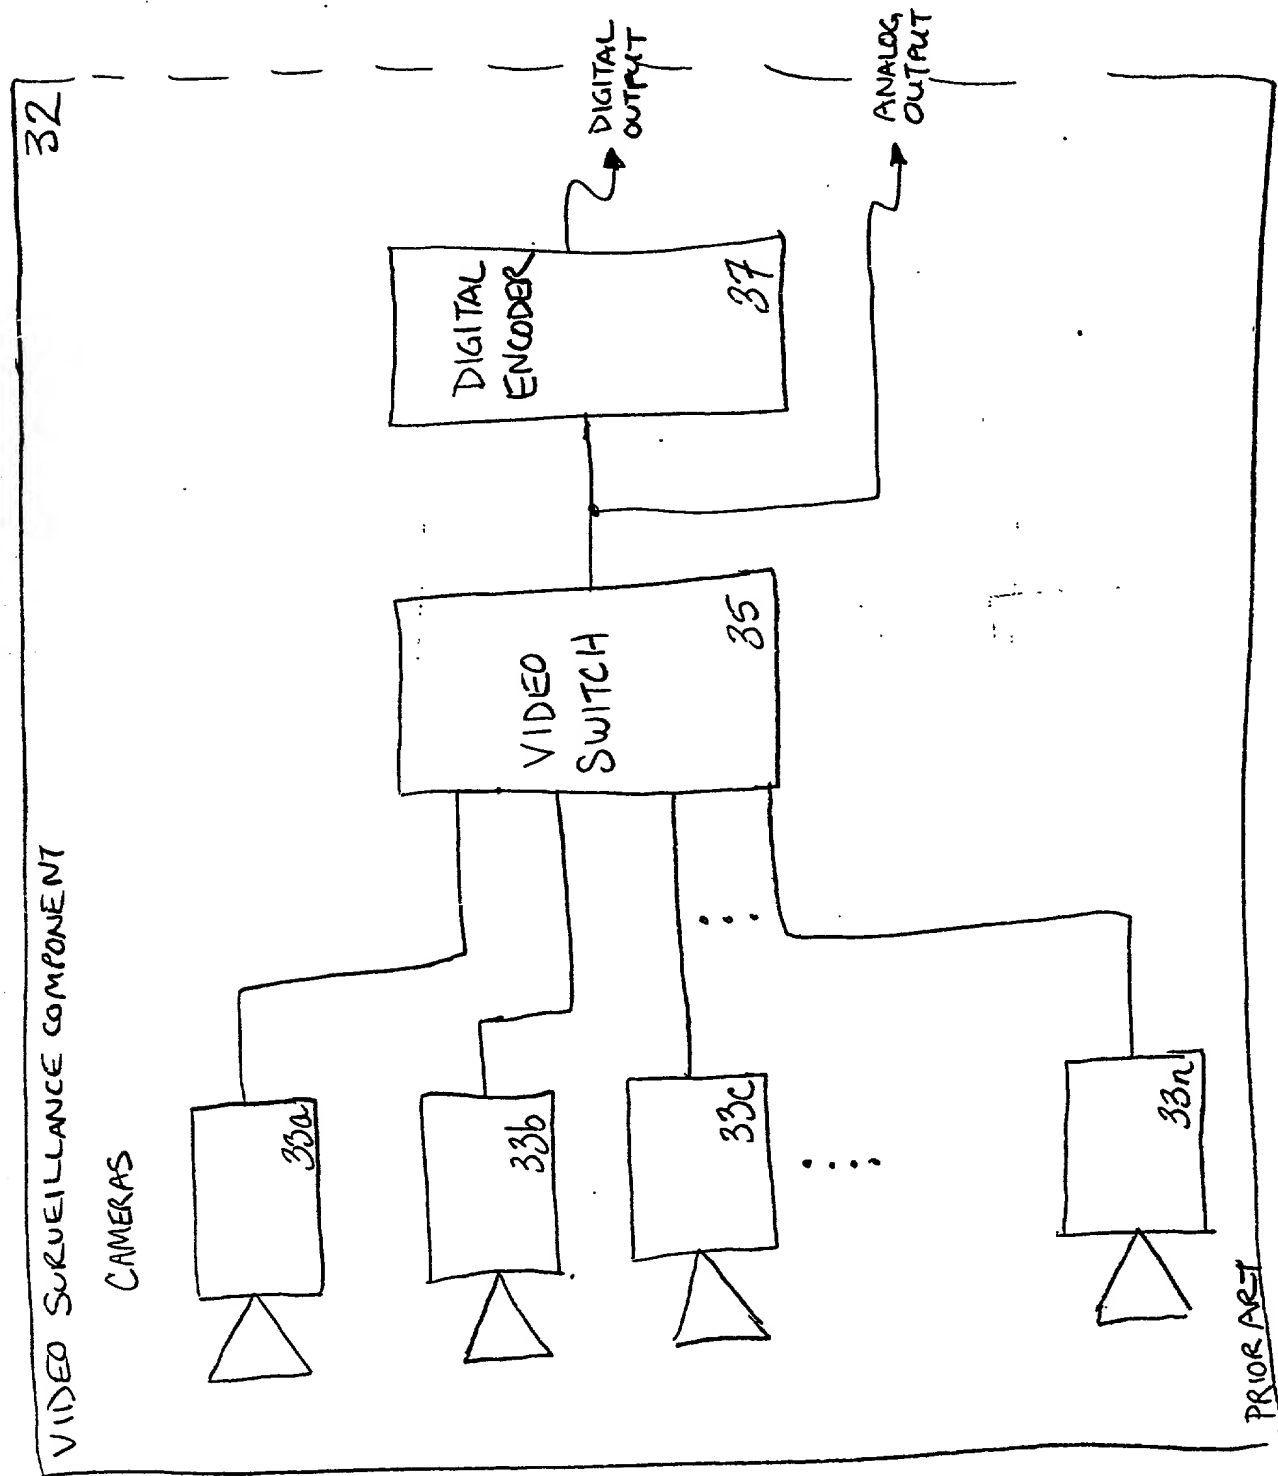 VIDEO SURVEILLANCE COMPONENT
32
CAMERAS
33a
33b
33c
....
33n
...
VIDEO
SWITCH
35
DIGITAL
ENCODER
37
DIGITAL
OUTPUT
ANALOG
OUTPUT
PRIOR ART